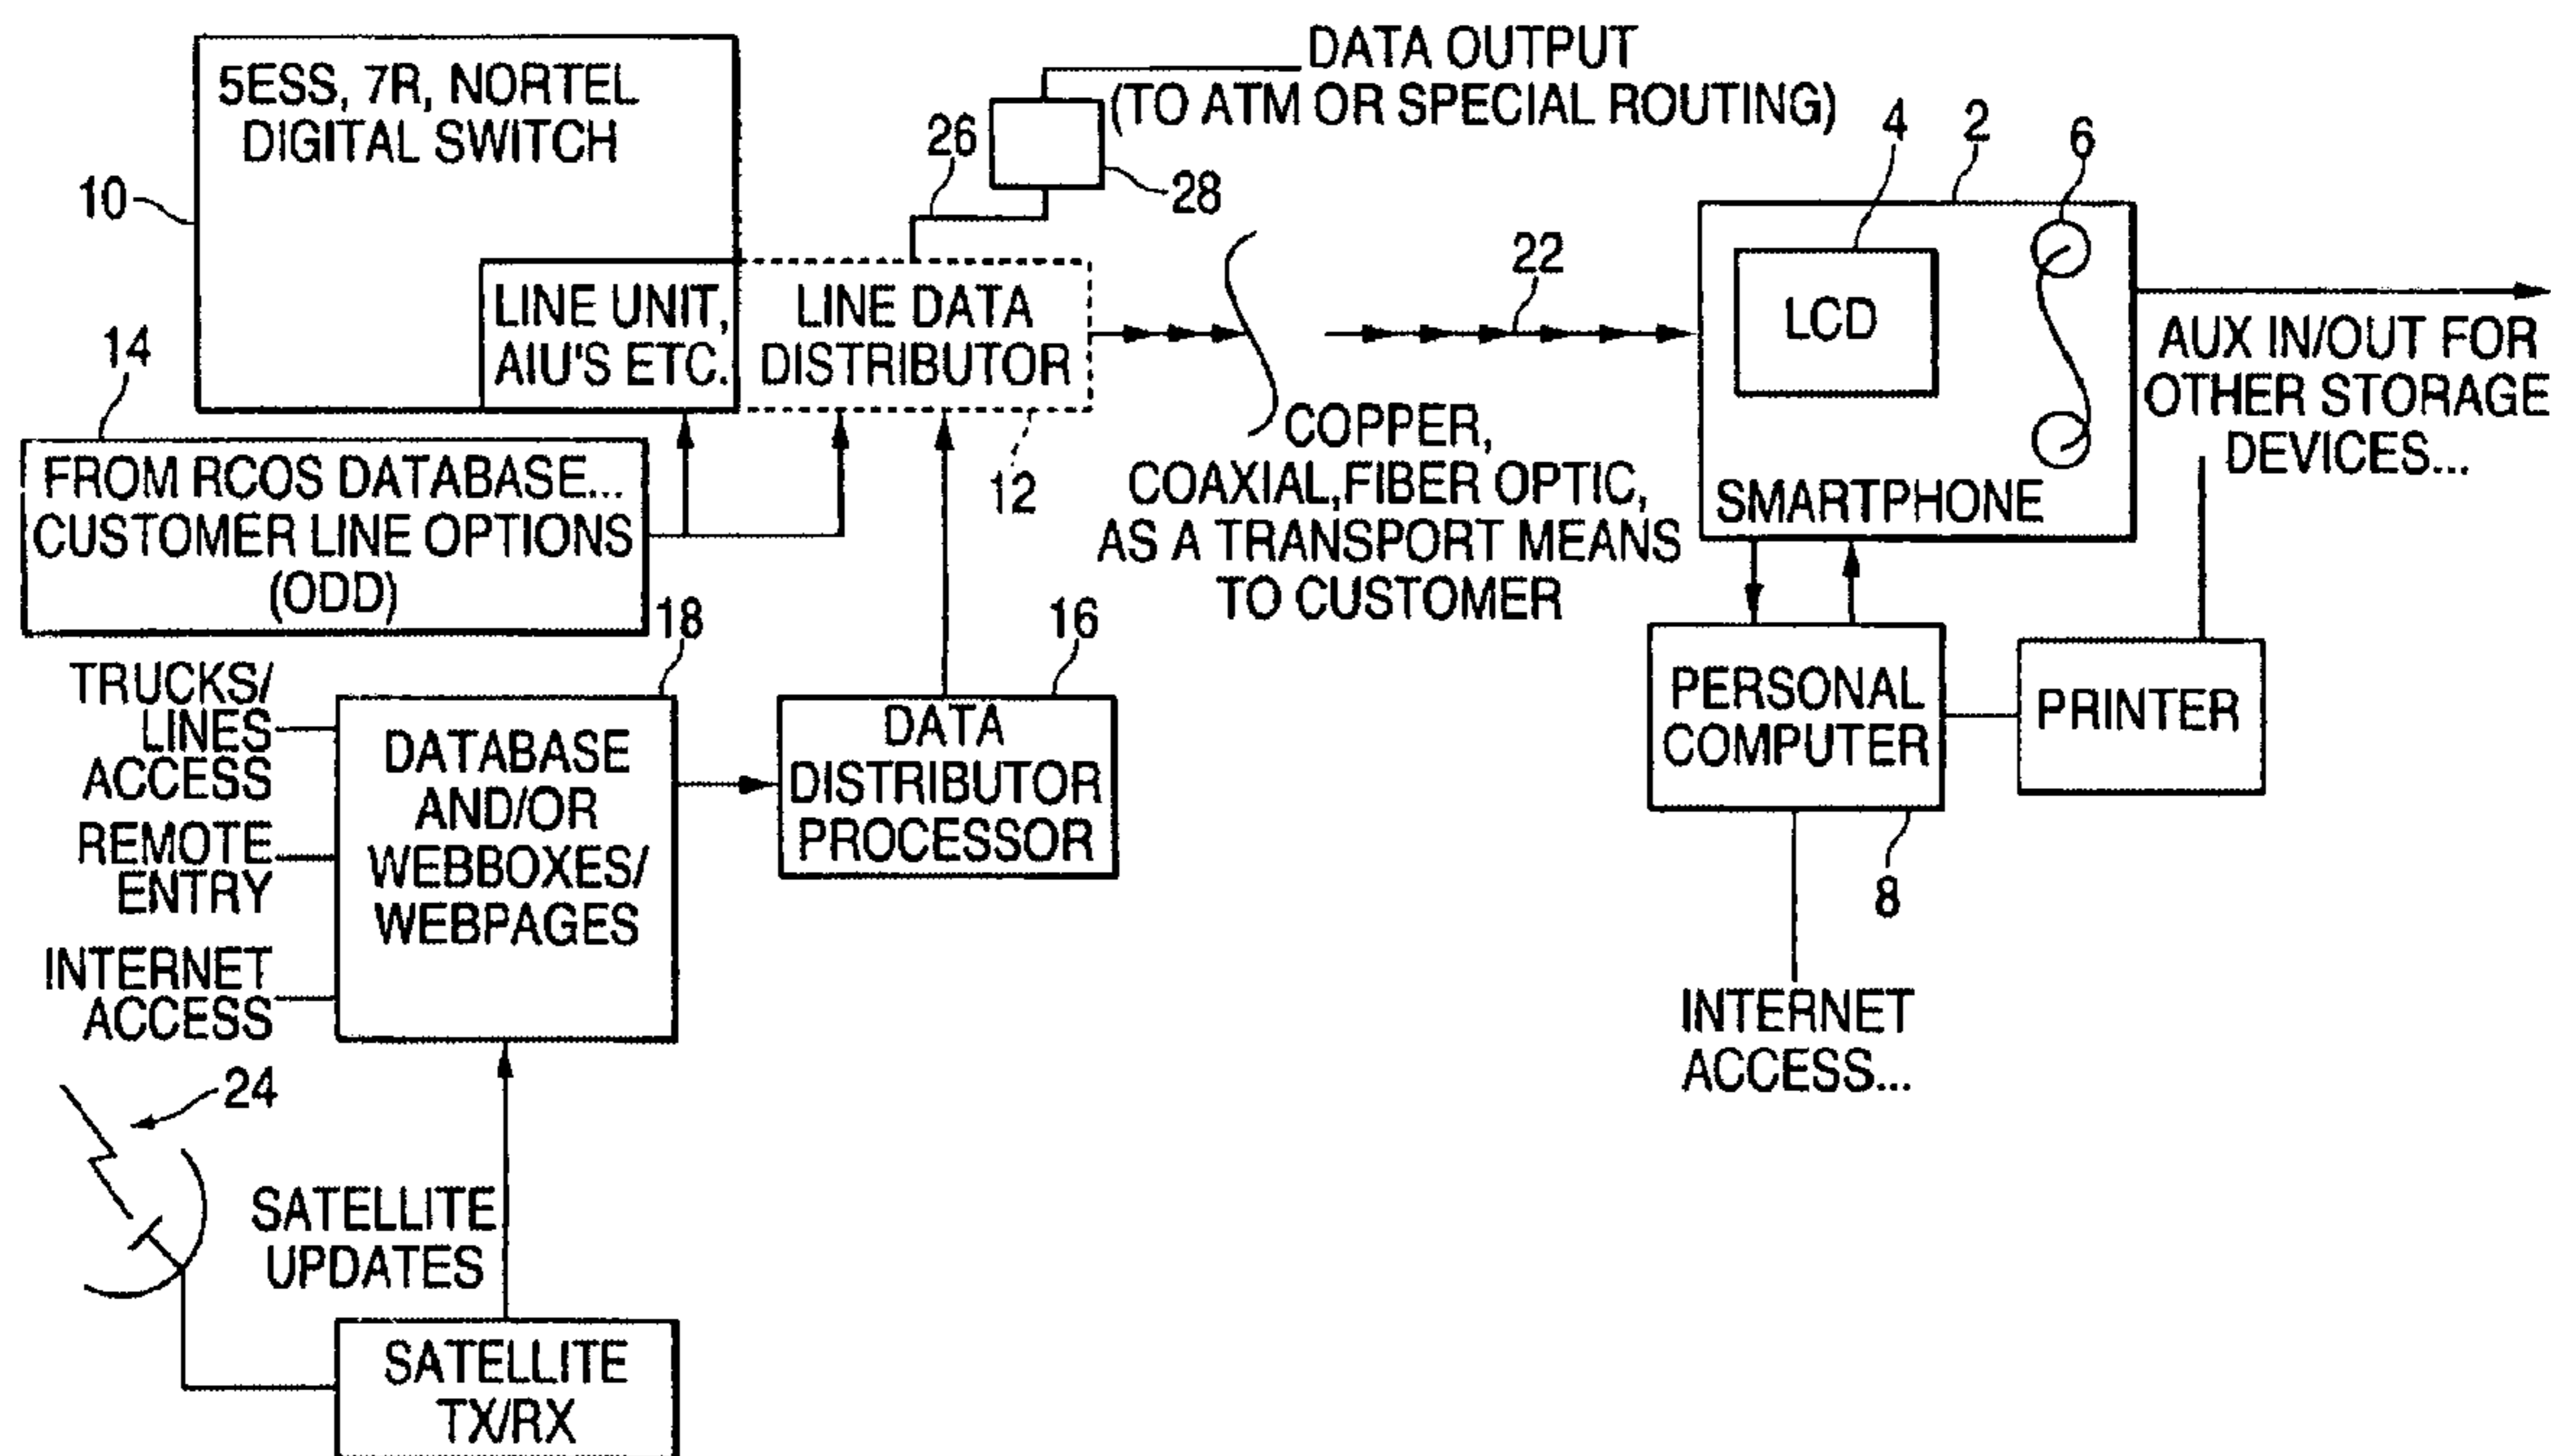 5ESS, 7R, NORTEL
DIGITAL SWITCH
10
LINE UNIT,
AIU'S ETC.
LINE DATA
DISTRIBUTOR
12
26
28
DATA OUTPUT
(TO ATM OR SPECIAL ROUTING)
14
FROM RCOS DATABASE...
CUSTOMER LINE OPTIONS
(ODD)
22
COPPER,
COAXIAL,FIBER OPTIC,
AS A TRANSPORT MEANS
TO CUSTOMER
4
2
6
LCD
SMARTPHONE
AUX IN/OUT FOR
OTHER STORAGE
DEVICES...
PERSONAL
COMPUTER
8
PRINTER
INTERNET
ACCESS...
18
TRUCKS/
LINES
ACCESS
REMOTE
ENTRY
INTERNET
ACCESS
DATABASE
AND/OR
WEBBOXES/
WEBPAGES
16
DATA
DISTRIBUTOR
PROCESSOR
24
SATELLITE
UPDATES
SATELLITE
TX/RX